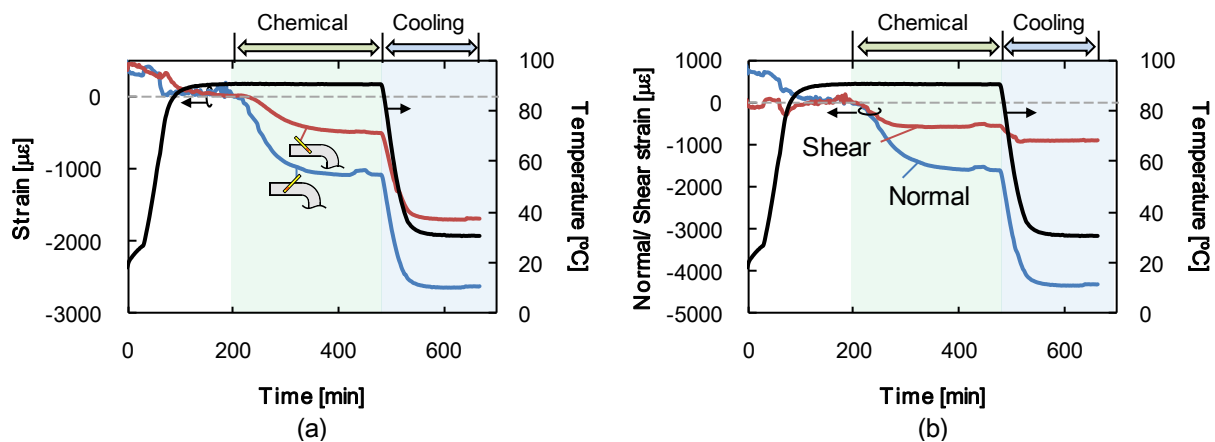 Chemical Cooling
500
0
-1000
-2000
-3000
Strain [με]
100
80
60
40
20
0
Temperature [°C]
0 200 400 600
Time [min]
(a)
Chemical Cooling
1000
0
-1000
-2000
-3000
-4000
-5000
Normal/ Shear strain [με]
Shear
Normal
100
80
60
40
20
0
Temperature [°C]
0 200 400 600
Time [min]
(b)